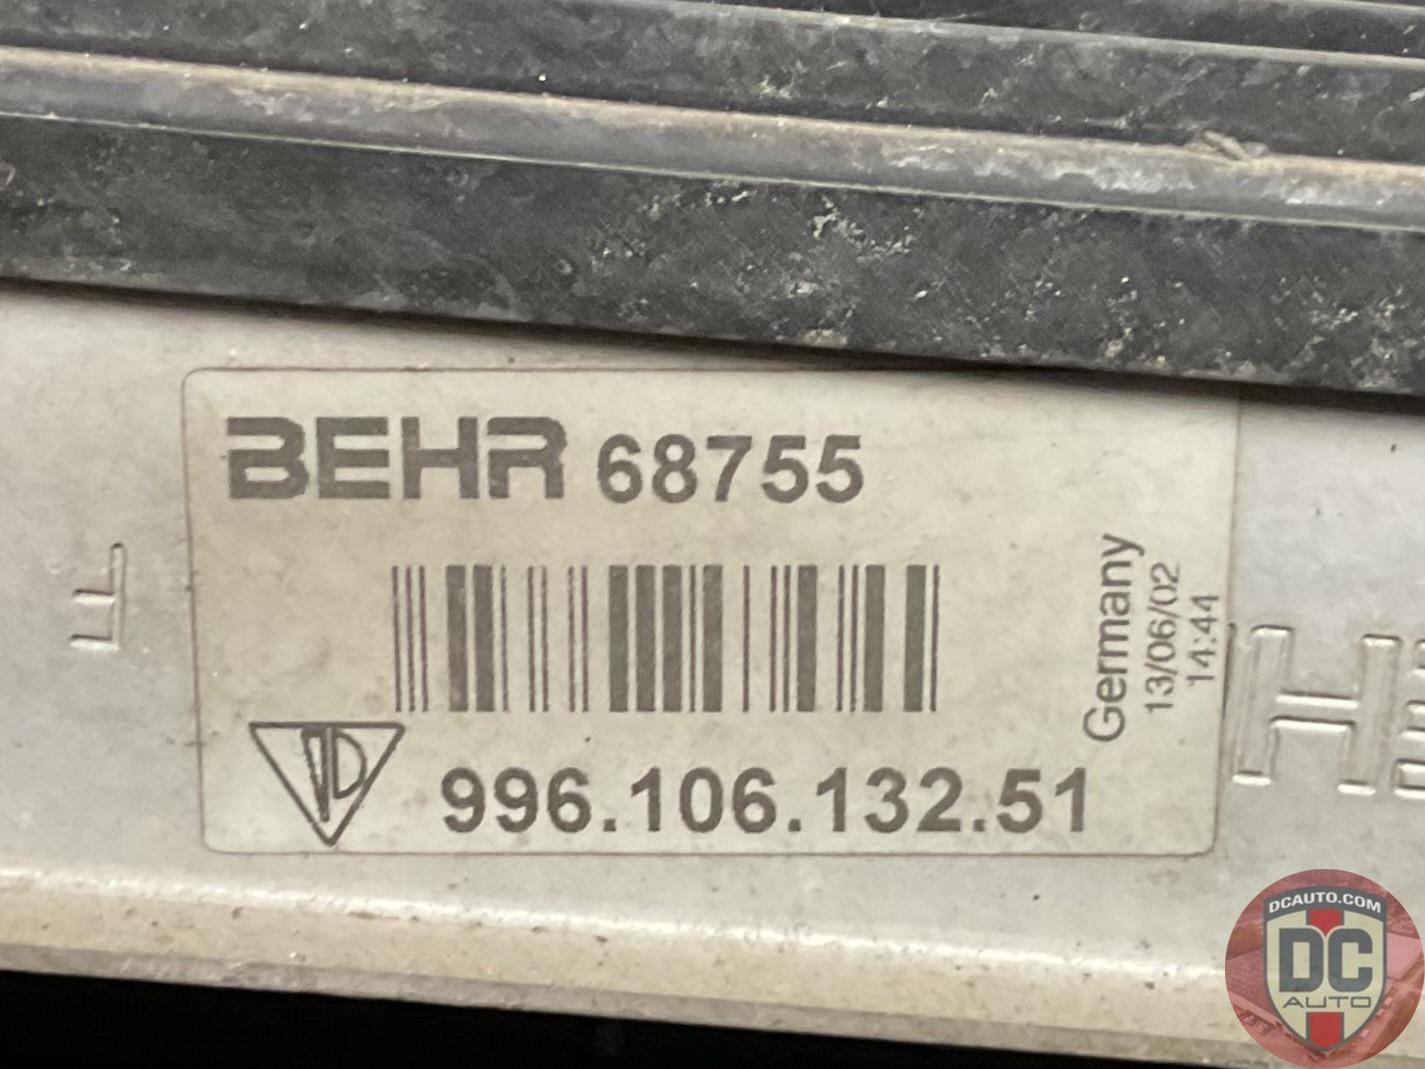 BEHR 68755
Germany
13/06/02
14:44
996.106.132.51
DCAUTO.COM
DC
AUTO